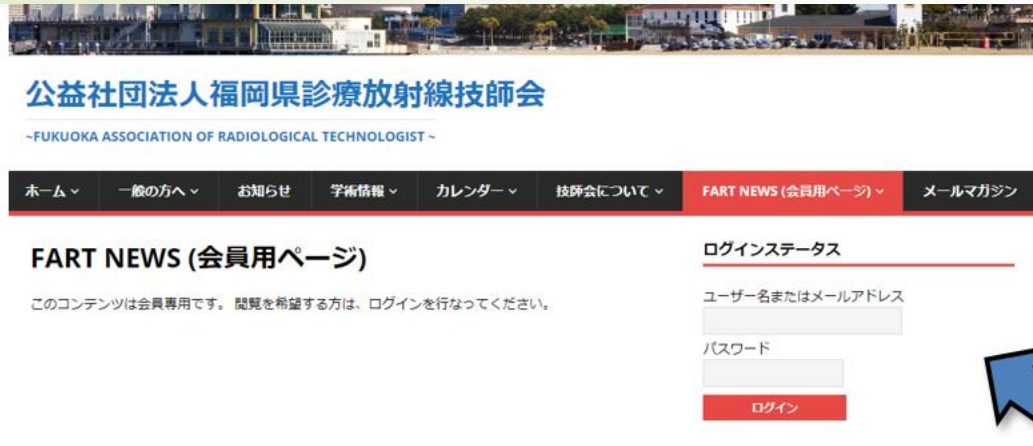 公益社団法人福岡県診療放射線技師会
~FUKUOKA ASSOCIATION OF RADIOLOGICAL TECHNOLOGIST ~
ホーム 一般の方へ お知らせ 学術情報 カレンダー 技師会について FART NEWS (会員用ページ) メールマガジン
FART NEWS (会員用ページ)
このコンテンツは会員専用です。 閲覧を希望する方は、ログインを行なってください。
ログインステータス
ユーザー名またはメールアドレス
パスワード
ログイン